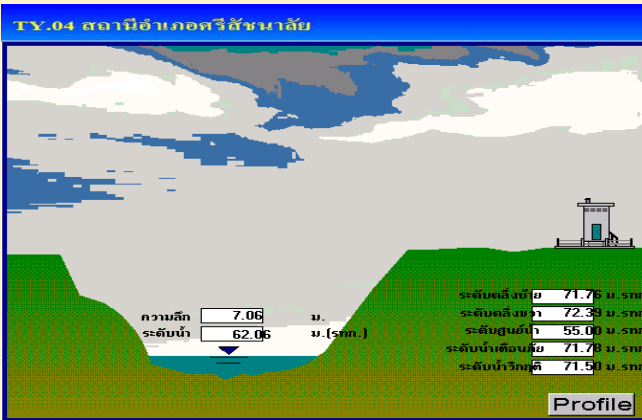 TY.04 สถานีอำเภอศรีสัชนาลัย
ความลึก 7.06 ม.
ระดับน้ำ 62.06 ม.(รทก.)
ระดับตลิ่งซ้าย 71.76 ม.รทก
ระดับตลิ่งขวา 72.39 ม.รทก
ระดับศูนย์น้ำ 55.00 ม.รทก
ระดับน้ำเตือนภัย 71.78 ม.รทก
ระดับน้ำวิกฤติ 71.50 ม.รทก
Profile